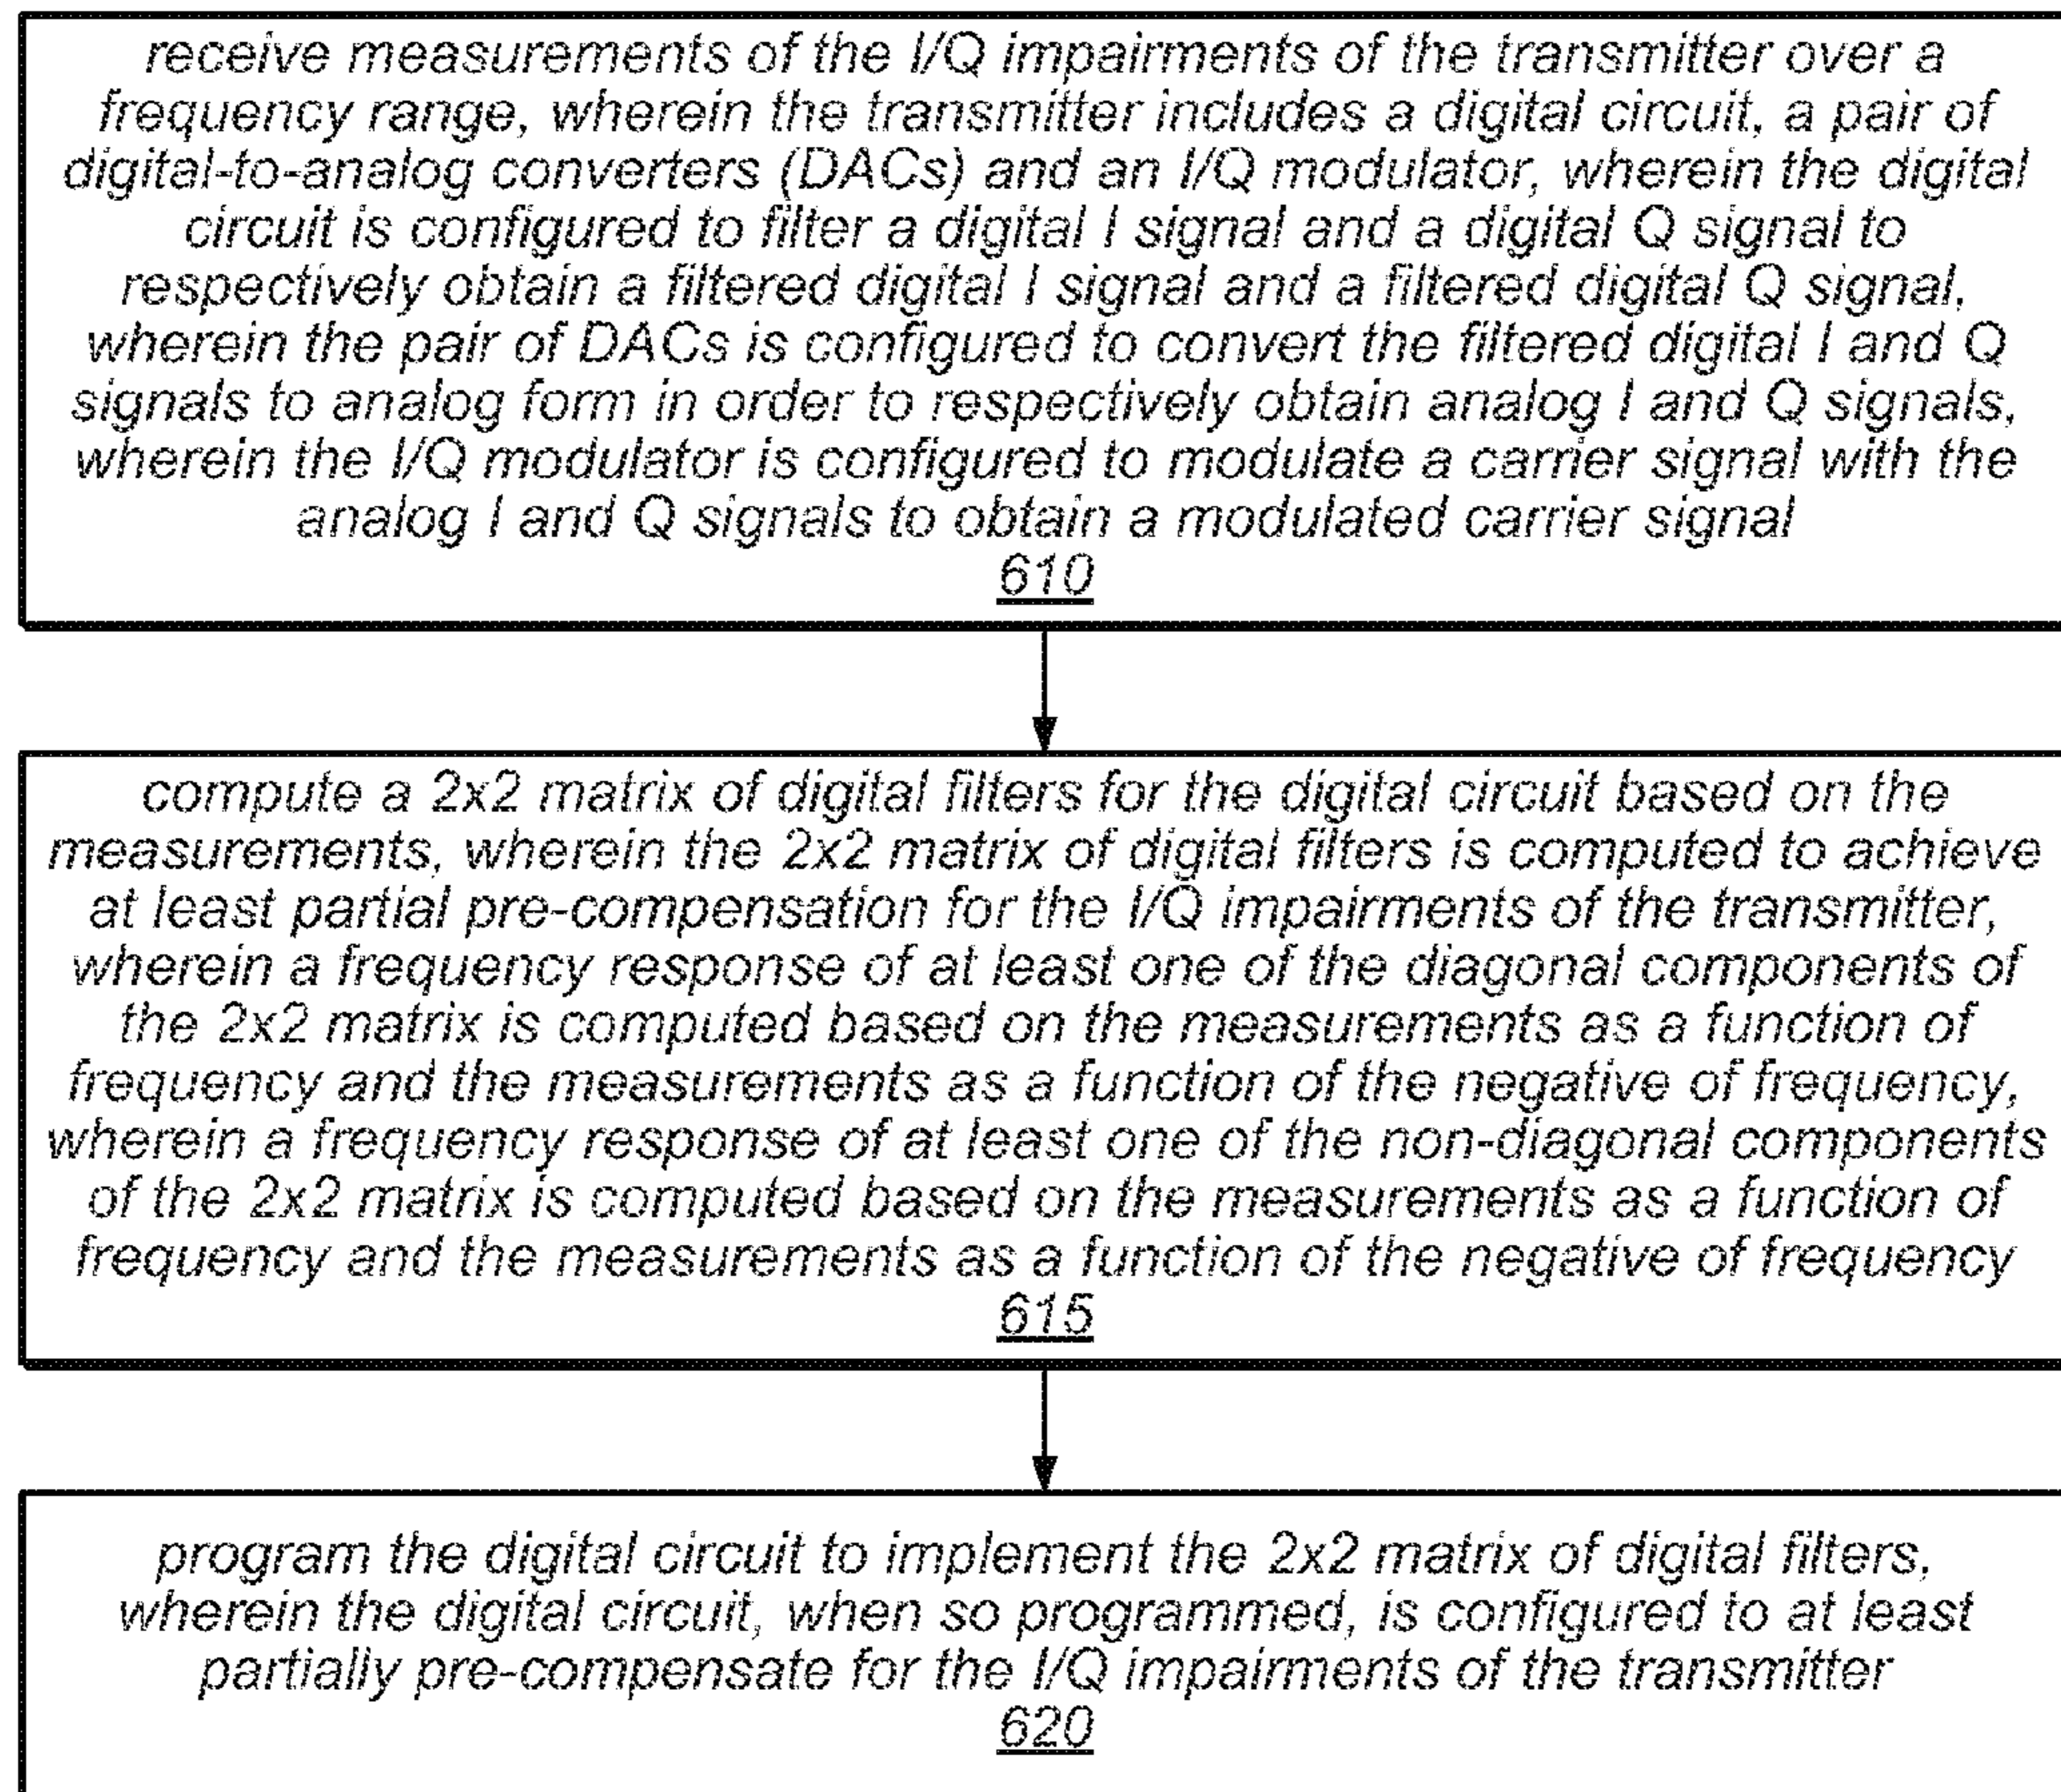 receive measurements of the I/Q impairments of the transmitter over a
frequency range, wherein the transmitter includes a digital circuit, a pair of
digital-to-analog converters (DACs) and an I/Q modulator, wherein the digital
circuit is configured to filter a digital I signal and a digital Q signal to
respectively obtain a filtered digital I signal and a filtered digital Q signal,
wherein the pair of DACs is configured to convert the filtered digital I and Q
signals to analog form in order to respectively obtain analog I and Q signals,
wherein the I/Q modulator is configured to modulate a carrier signal with the
analog I and Q signals to obtain a modulated carrier signal
610
compute a 2x2 matrix of digital filters for the digital circuit based on the
measurements, wherein the 2x2 matrix of digital filters is computed to achieve
at least partial pre-compensation for the I/Q impairments of the transmitter,
wherein a frequency response of at least one of the diagonal components of
the 2x2 matrix is computed based on the measurements as a function of
frequency and the measurements as a function of the negative of frequency,
wherein a frequency response of at least one of the non-diagonal components
of the 2x2 matrix is computed based on the measurements as a function of
frequency and the measurements as a function of the negative of frequency
615
program the digital circuit to implement the 2x2 matrix of digital filters,
wherein the digital circuit, when so programmed, is configured to at least
partially pre-compensate for the I/Q impairments of the transmitter
620